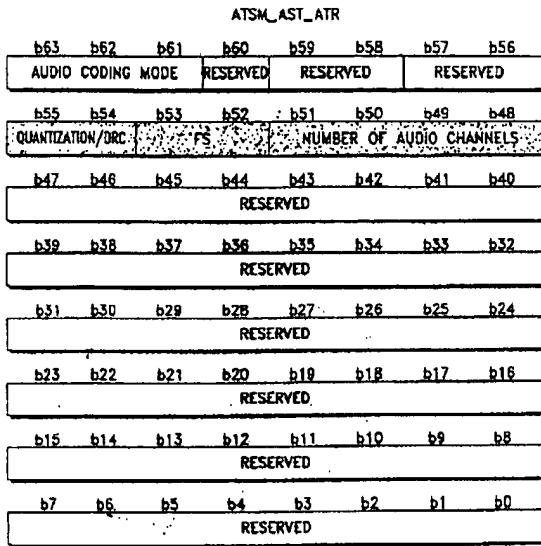 ATSM_AST_ATR
b63 b62 b61 b60 b59 b58 b57 b56
AUDIO CODING MODE RESERVED RESERVED RESERVED
b55 b54 b53 b52 b51 b50 b49 b48
QUANTIZATION/DRC FS NUMBER OF AUDIO CHANNELS
b47 b46 b45 b44 b43 b42 b41 b40
RESERVED
b39 b38 b37 b36 b35 b34 b33 b32
RESERVED
b31 b30 b29 b28 b27 b26 b25 b24
RESERVED
b23 b22 b21 b20 b19 b18 b17 b16
RESERVED
b15 b14 b13 b12 b11 b10 b9 b8
RESERVED
b7 b6 b5 b4 b3 b2 b1 b0
RESERVED